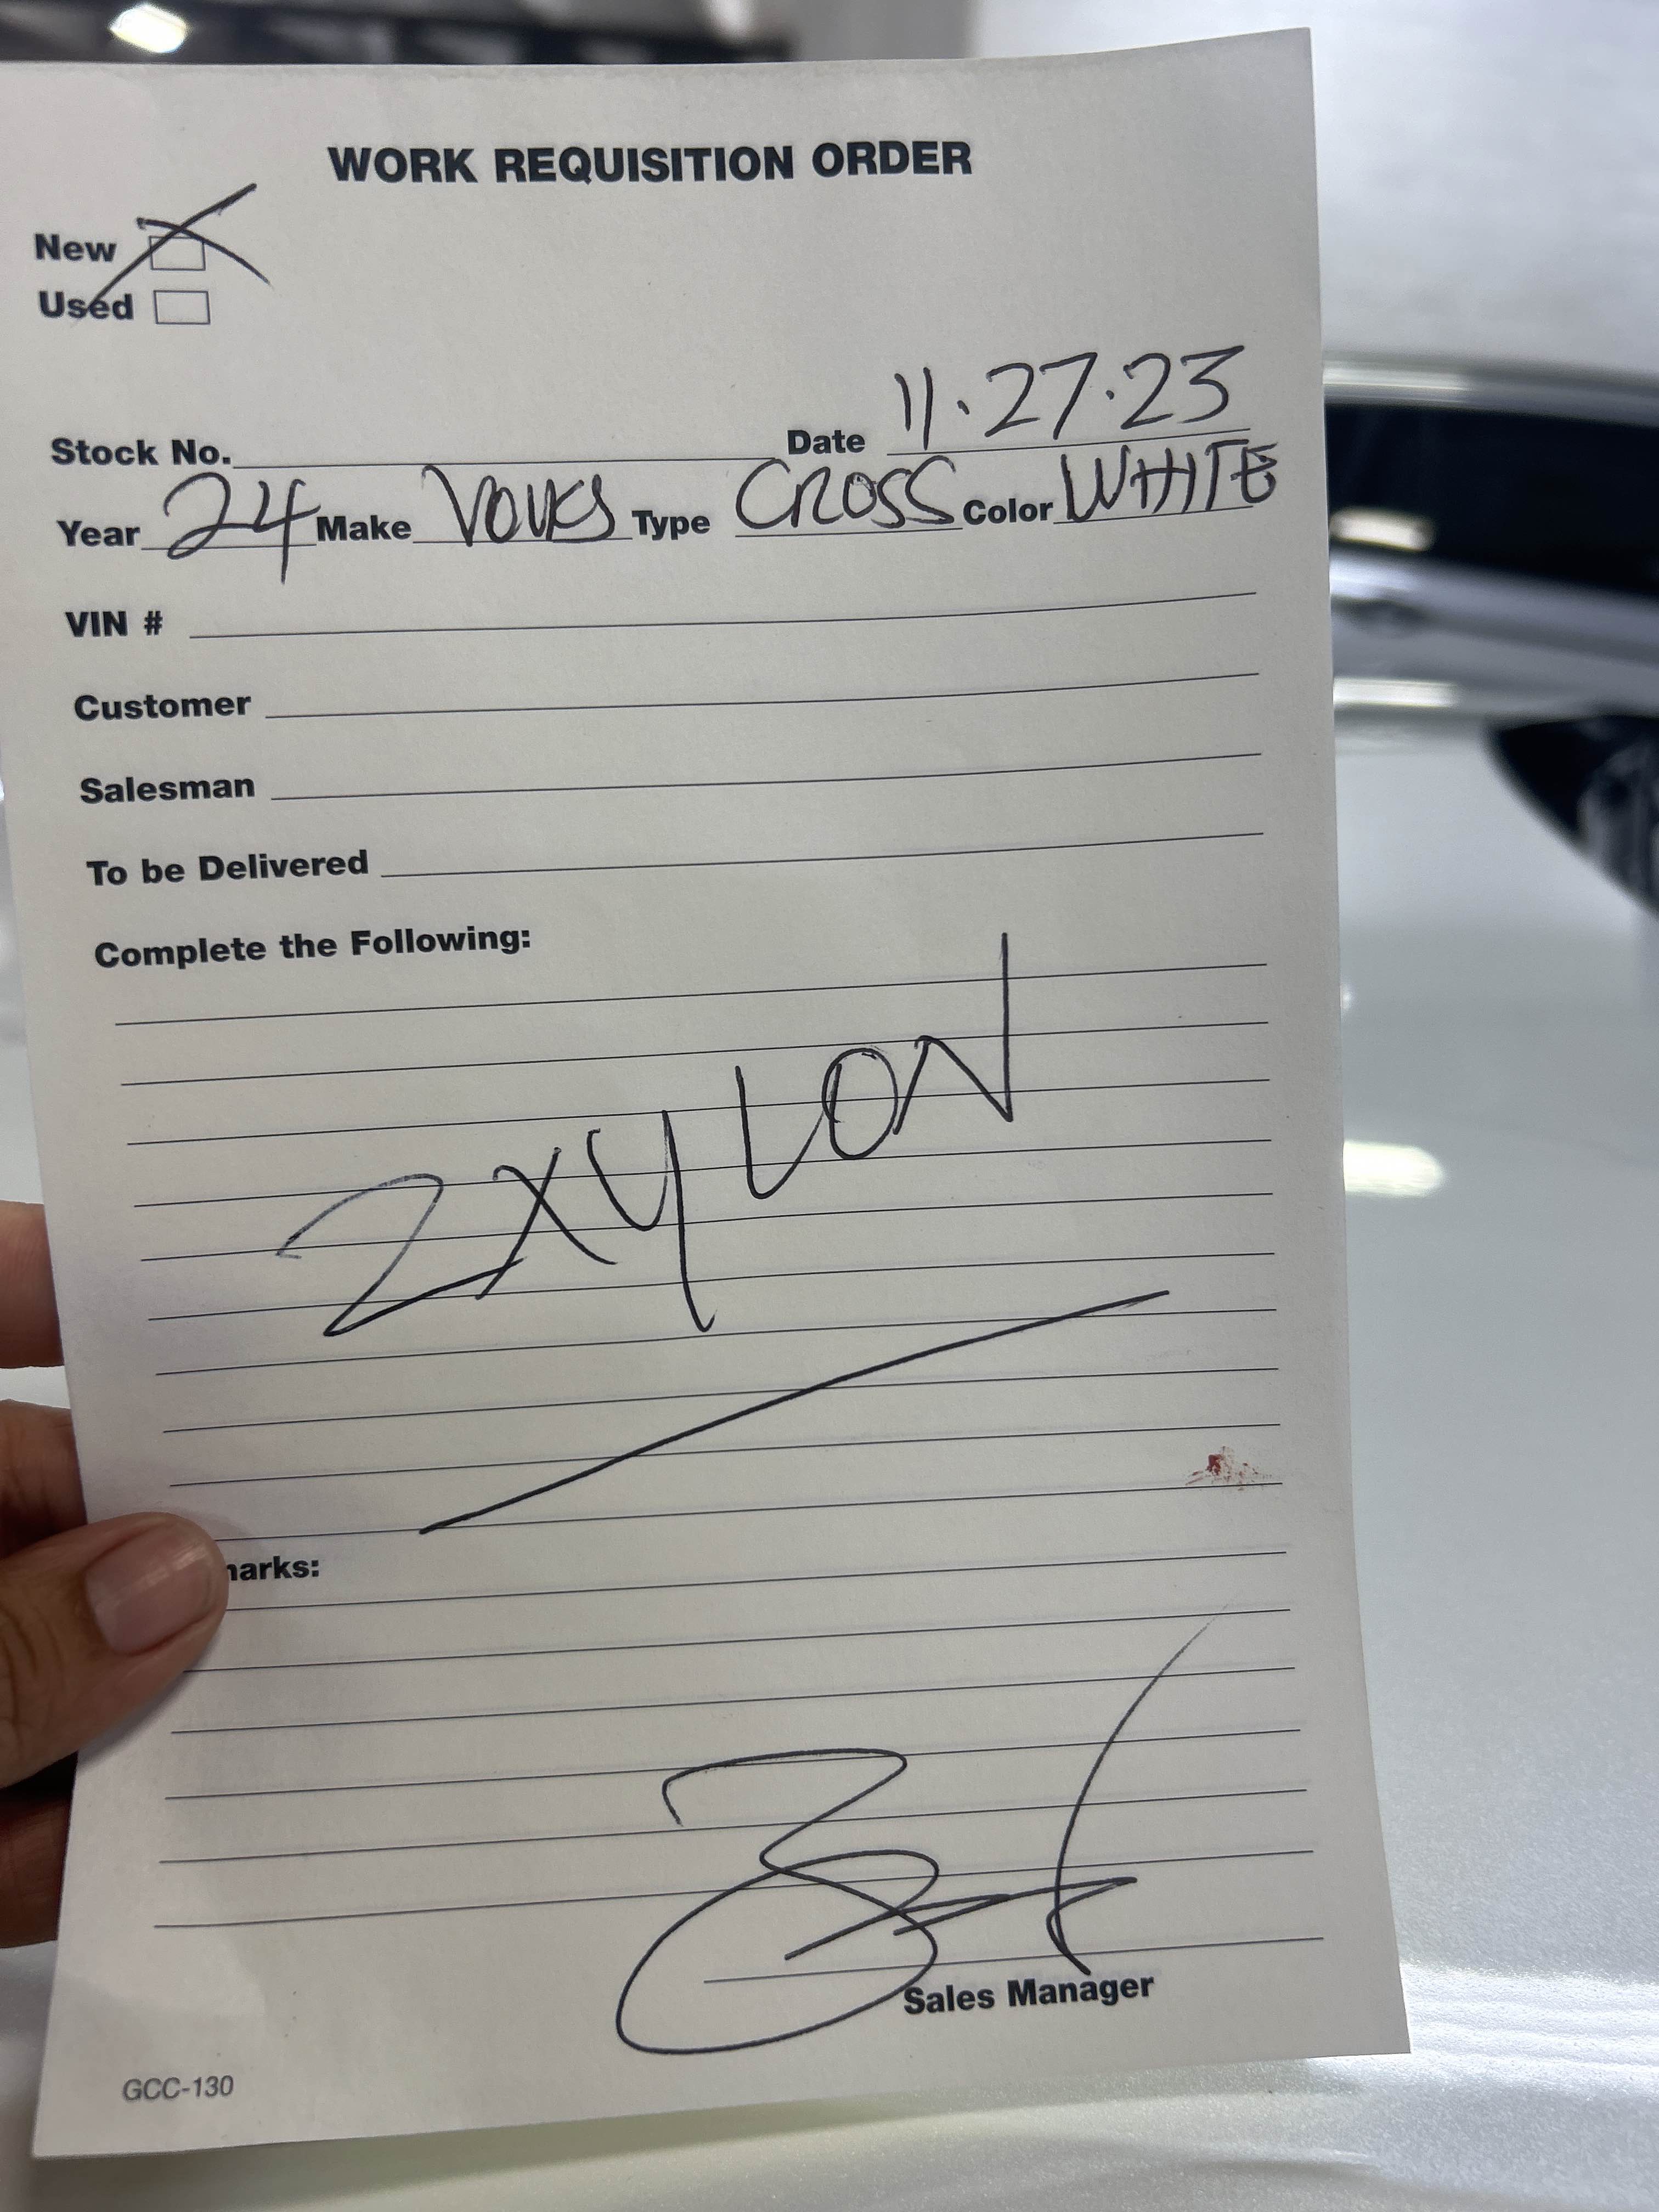 WORK REQUISITION ORDER
New
Used
Stock No. Date 11.27.23
Year 24 Make VOLKS Type CROSS Color WHITE
VIN #
Customer
Salesman
To be Delivered
Complete the Following:
2XYLON
marks:
Sales Manager
GCC-130